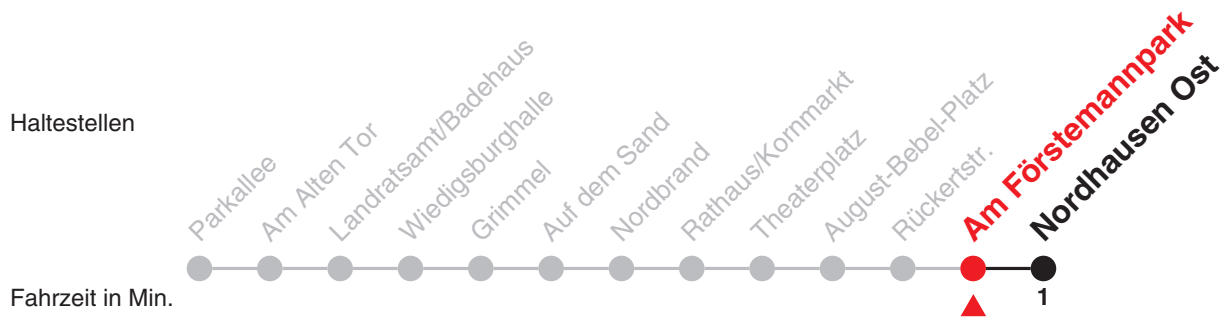 Haltestellen
Parkallee
Am Alten Tor
Landratsamt/Badehaus
Wiedigsburghalle
Grimmel
Auf dem Sand
Nordbrand
Rathaus/Kornmarkt
Theaterplatz
August-Bebel-Platz
Rückertstr.
Am Förstemannpark
Nordhausen Ost
Fahrzeit in Min.
1